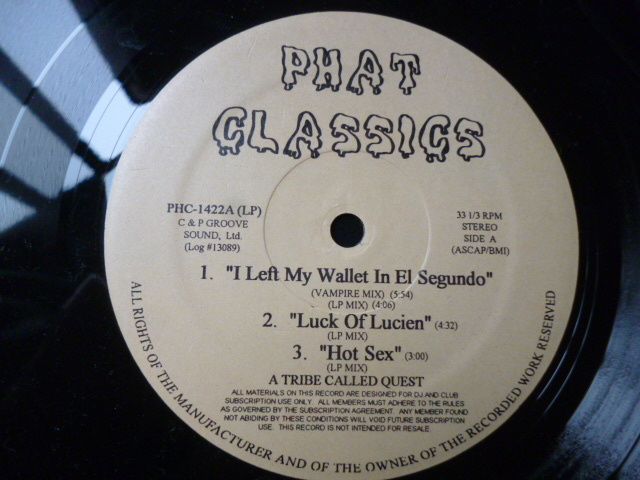 PHAT
CLASSICS
PHC-1422A (LP)
C & P GROOVE
SOUND, Ltd.
(Log #13089)
33 1/3 RPM
STEREO
SIDE A
(ASCAP/BMI)
1. "I Left My Wallet In El Segundo"
(VAMPIRE MIX) (5:54)
(LP MIX) (4:06)
2. "Luck Of Lucien" (4:32)
(LP MIX)
3. "Hot Sex" (3:00)
(LP MIX)
A TRIBE CALLED QUEST
ALL MATERIALS ON THIS RECORD ARE DESIGNED FOR DJ AND CLUB
SUBSCRIPTION USE ONLY. ALL MEMBERS MUST ADHERE TO THE RULES
AS GOVERNED BY THE SUBSCRIPTION AGREEMENT. ANY MEMBER FOUND
NOT ABIDING BY THESE CONDITIONS WILL VOID FUTURE SUBSCRIPTION
USE. THIS RECORD IS NOT INTENDED FOR RESALE.
ALL RIGHTS OF THE MANUFACTURER AND OF THE OWNER OF THE RECORDED WORK RESERVED